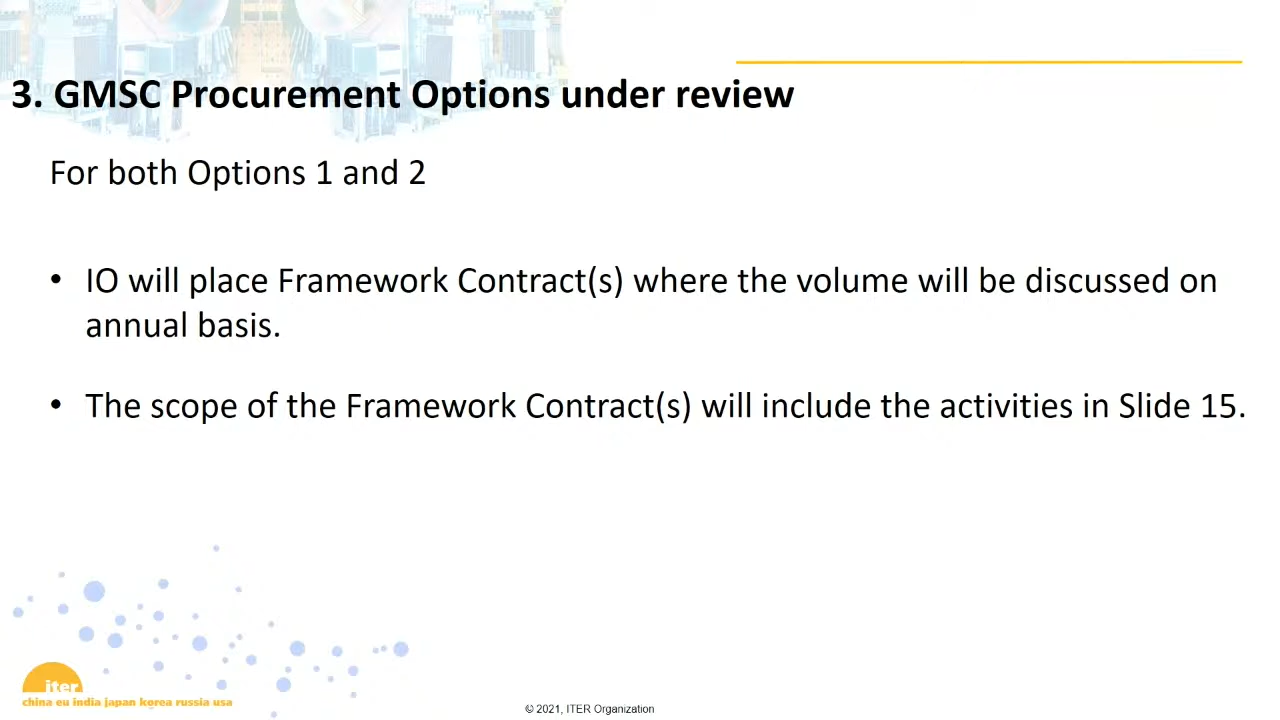 3. GMSC Procurement Options under review
For both Options 1 and 2
• IO will place Framework Contract(s) where the volume will be discussed on
annual basis.
• The scope of the Framework Contract(s) will include the activities in Slide 15.
iter
china eu india japan korea russia usa
© 2021, ITER Organization